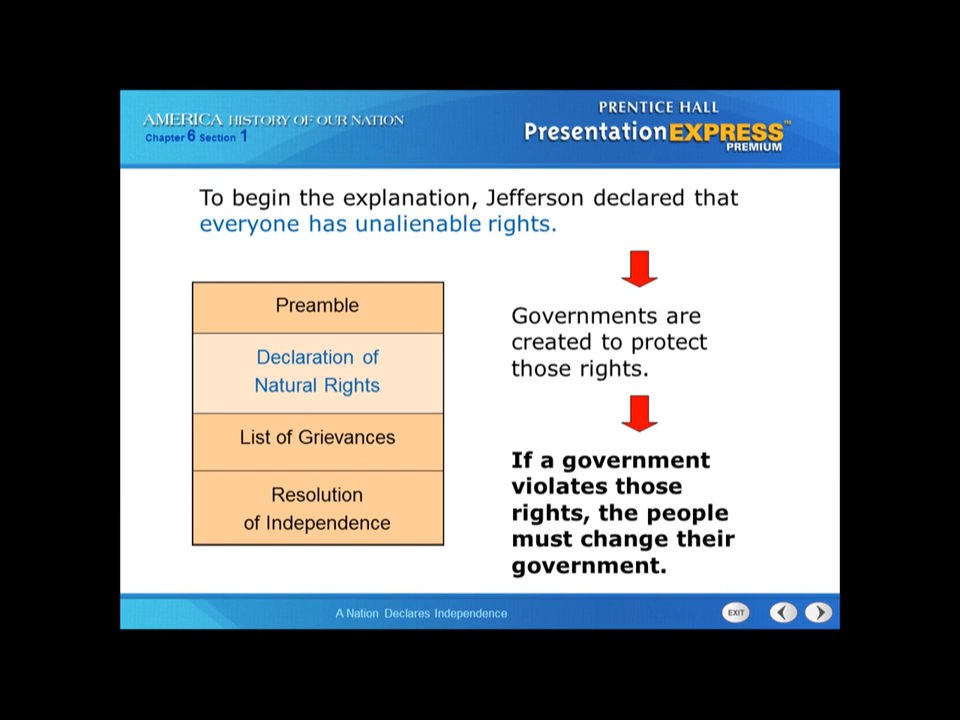 AMERICA HISTORY OF OUR NATION
Chapter 6 Section 1
PRENTICE HALL
PresentationEXPRESS™
PREMIUM
To begin the explanation, Jefferson declared that
everyone has unalienable rights.
Preamble
Declaration of
Natural Rights
List of Grievances
Resolution
of Independence
Governments are
created to protect
those rights.
If a government
violates those
rights, the people
must change their
government.
A Nation Declares Independence
EXIT